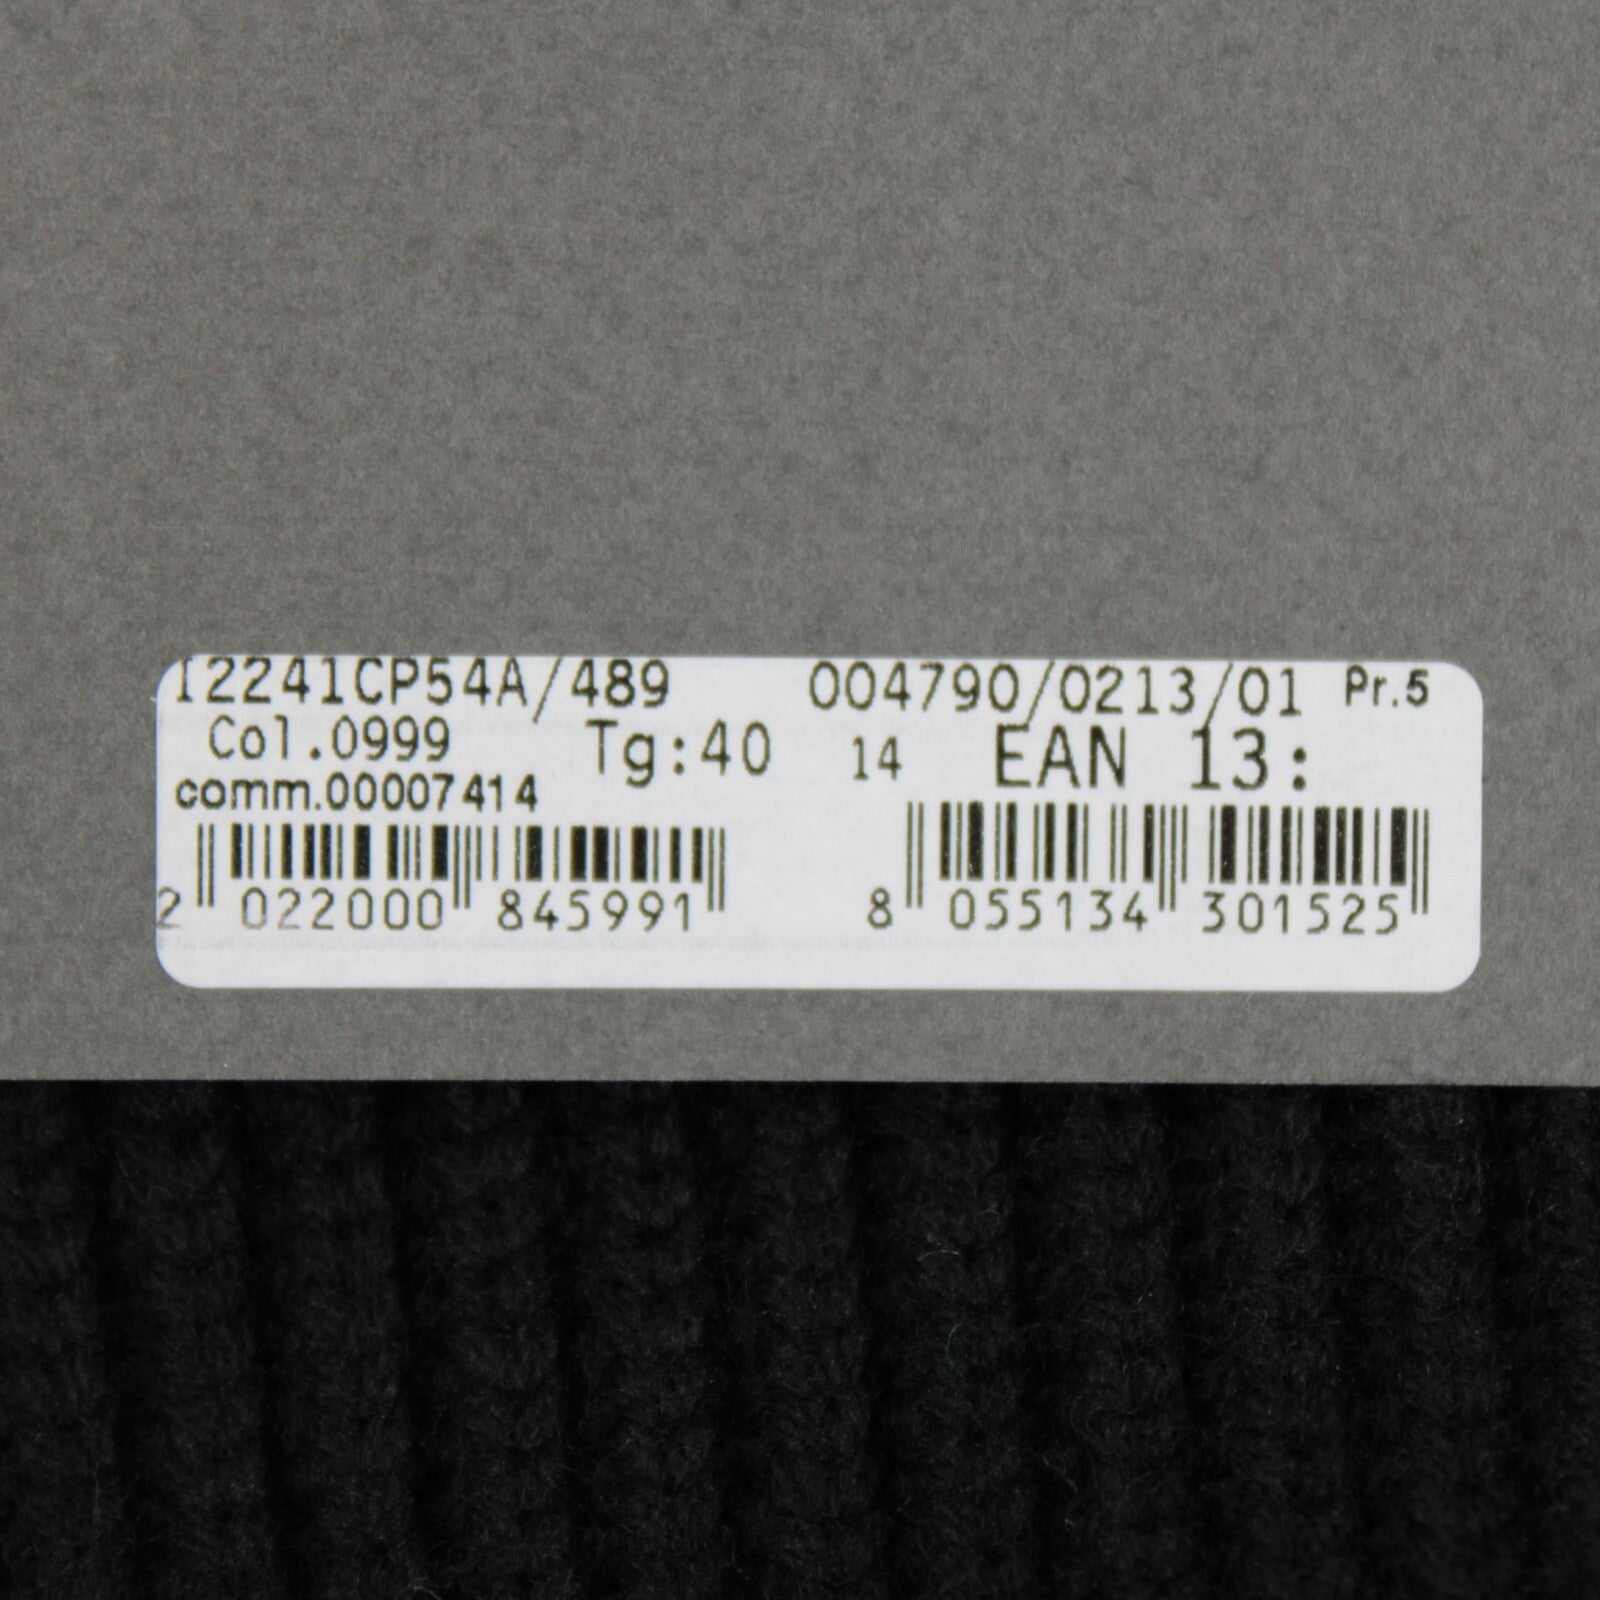 I2241CP54A/489 004790/0213/01 Pr.5
Col.0999 Tg:40 14 EAN 13:
comm.00007414
2 022000 845991 8 055134 301525